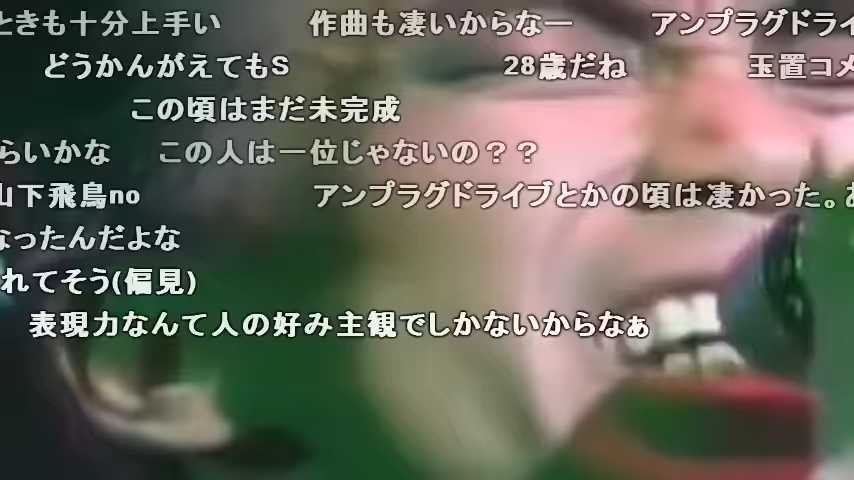 ときも十分上手い 作曲も凄いからなー アンプラグドライ
どうかんがえてもS 28歳だね 玉置コメ
この頃はまだ未完成
らいかな この人は一位じゃないの？？
山下飛鳥no アンプラグドライブとかの頃は凄かった。あ
なったんだよな
れてそう(偏見)
表現力なんて人の好み主観でしかないからなぁ